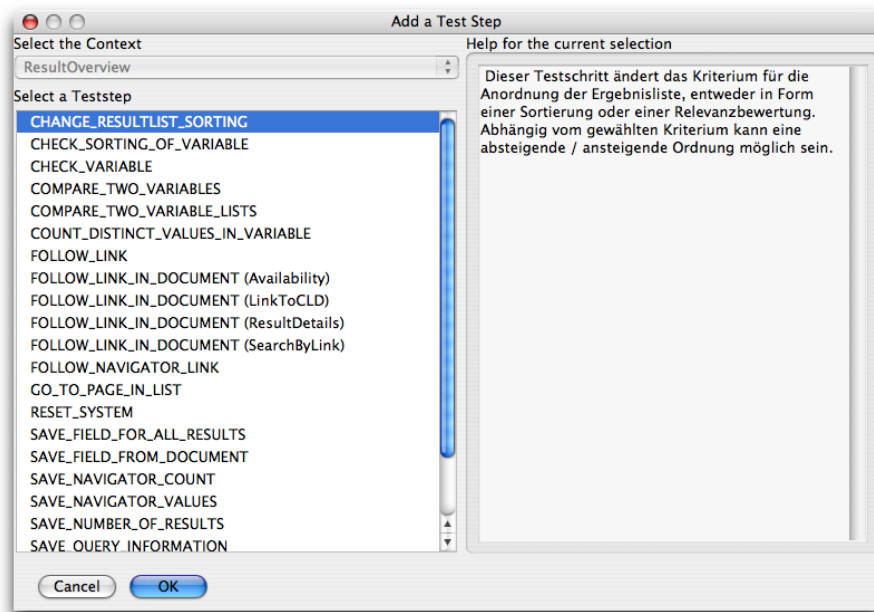 Add a Test Step
Select the Context
ResultOverview
Select a Teststep
CHANGE_RESULTLIST_SORTING
CHECK_SORTING_OF_VARIABLE
CHECK_VARIABLE
COMPARE_TWO_VARIABLES
COMPARE_TWO_VARIABLE_LISTS
COUNT_DISTINCT_VALUES_IN_VARIABLE
FOLLOW_LINK
FOLLOW_LINK_IN_DOCUMENT (Availability)
FOLLOW_LINK_IN_DOCUMENT (LinkToCLD)
FOLLOW_LINK_IN_DOCUMENT (ResultDetails)
FOLLOW_LINK_IN_DOCUMENT (SearchByLink)
FOLLOW_NAVIGATOR_LINK
GO_TO_PAGE_IN_LIST
RESET_SYSTEM
SAVE_FIELD_FOR_ALL_RESULTS
SAVE_FIELD_FROM_DOCUMENT
SAVE_NAVIGATOR_COUNT
SAVE_NAVIGATOR_VALUES
SAVE_NUMBER_OF_RESULTS
SAVE_QUERY_INFORMATION
Cancel
OK
Help for the current selection
Dieser Testschritt ändert das Kriterium für die
Anordnung der Ergebnisliste, entweder in Form
einer Sortierung oder einer Relevanzbewertung.
Abhängig vom gewählten Kriterium kann eine
absteigende / ansteigende Ordnung möglich sein.